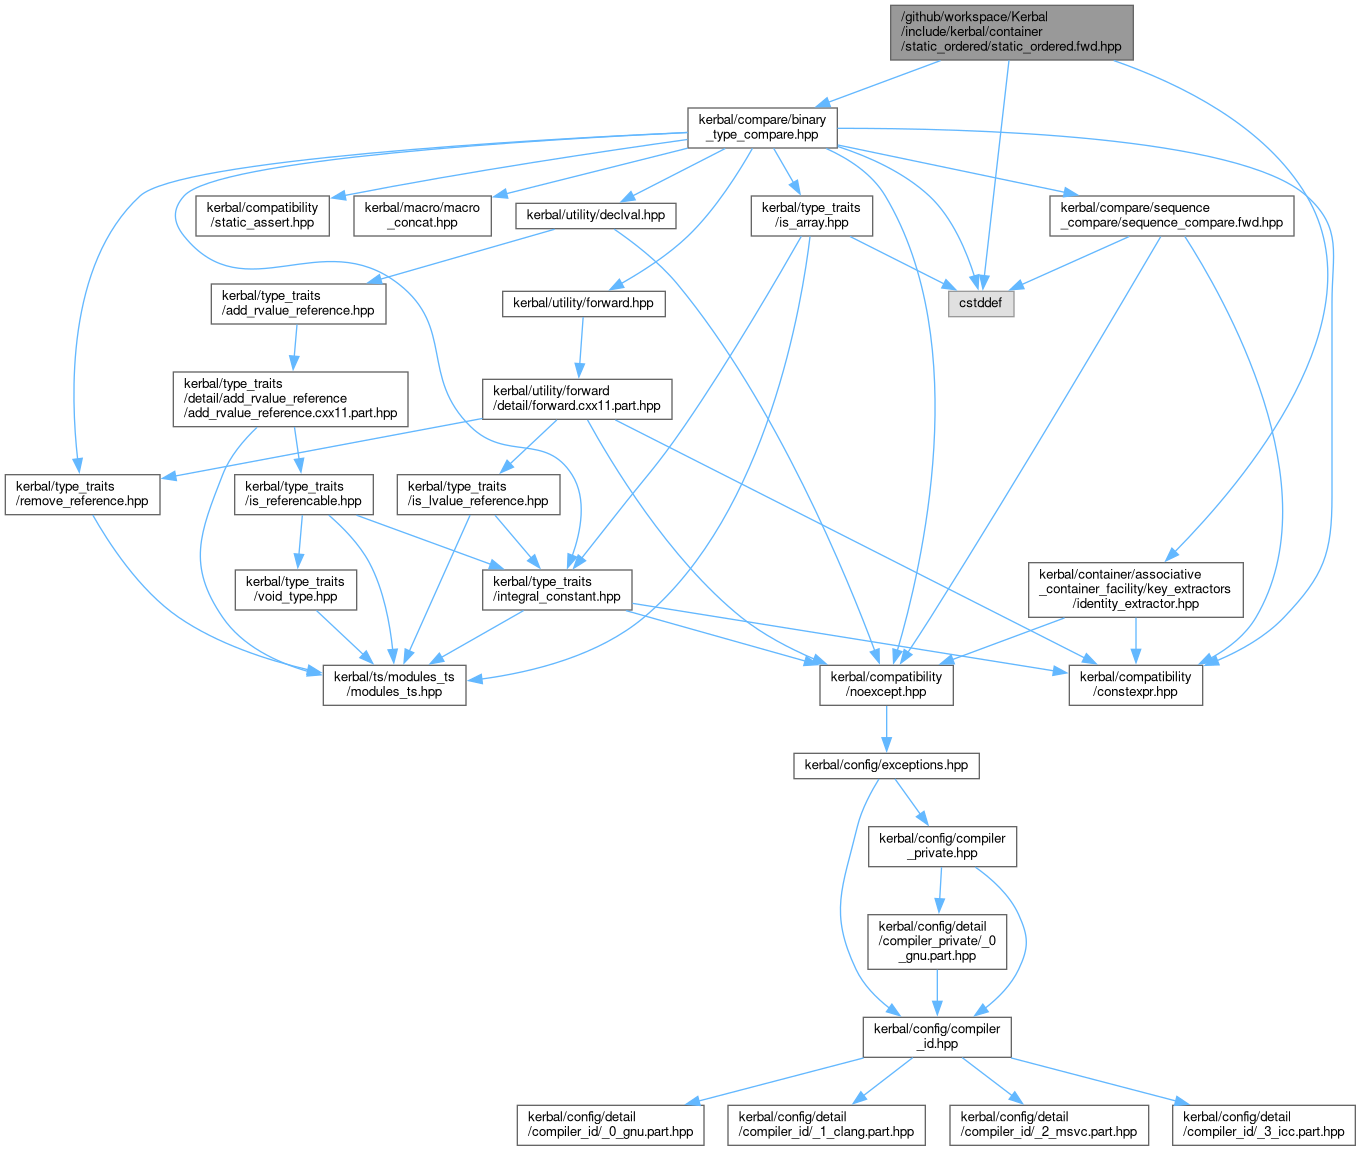 /github/workspace/Kerbal
/include/kerbal/container
/static_ordered/static_ordered.fwd.hpp
kerbal/compare/binary
_type_compare.hpp
kerbal/compatibility
/static_assert.hpp
kerbal/macro/macro
_concat.hpp
kerbal/utility/declval.hpp
kerbal/type_traits
/is_array.hpp
kerbal/compare/sequence
_compare/sequence_compare.fwd.hpp
kerbal/type_traits
/add_rvalue_reference.hpp
kerbal/utility/forward.hpp
cstddef
kerbal/type_traits
/detail/add_rvalue_reference
/add_rvalue_reference.cxx11.part.hpp
kerbal/utility/forward
/detail/forward.cxx11.part.hpp
kerbal/type_traits
/remove_reference.hpp
kerbal/type_traits
/is_referencable.hpp
kerbal/type_traits
/is_lvalue_reference.hpp
kerbal/type_traits
/void_type.hpp
kerbal/type_traits
/integral_constant.hpp
kerbal/container/associative
_container_facility/key_extractors
/identity_extractor.hpp
kerbal/ts/modules_ts
/modules_ts.hpp
kerbal/compatibility
/noexcept.hpp
kerbal/compatibility
/constexpr.hpp
kerbal/config/exceptions.hpp
kerbal/config/compiler
_private.hpp
kerbal/config/detail
/compiler_private/_0
_gnu.part.hpp
kerbal/config/compiler
_id.hpp
kerbal/config/detail
/compiler_id/_0_gnu.part.hpp
kerbal/config/detail
/compiler_id/_1_clang.part.hpp
kerbal/config/detail
/compiler_id/_2_msvc.part.hpp
kerbal/config/detail
/compiler_id/_3_icc.part.hpp